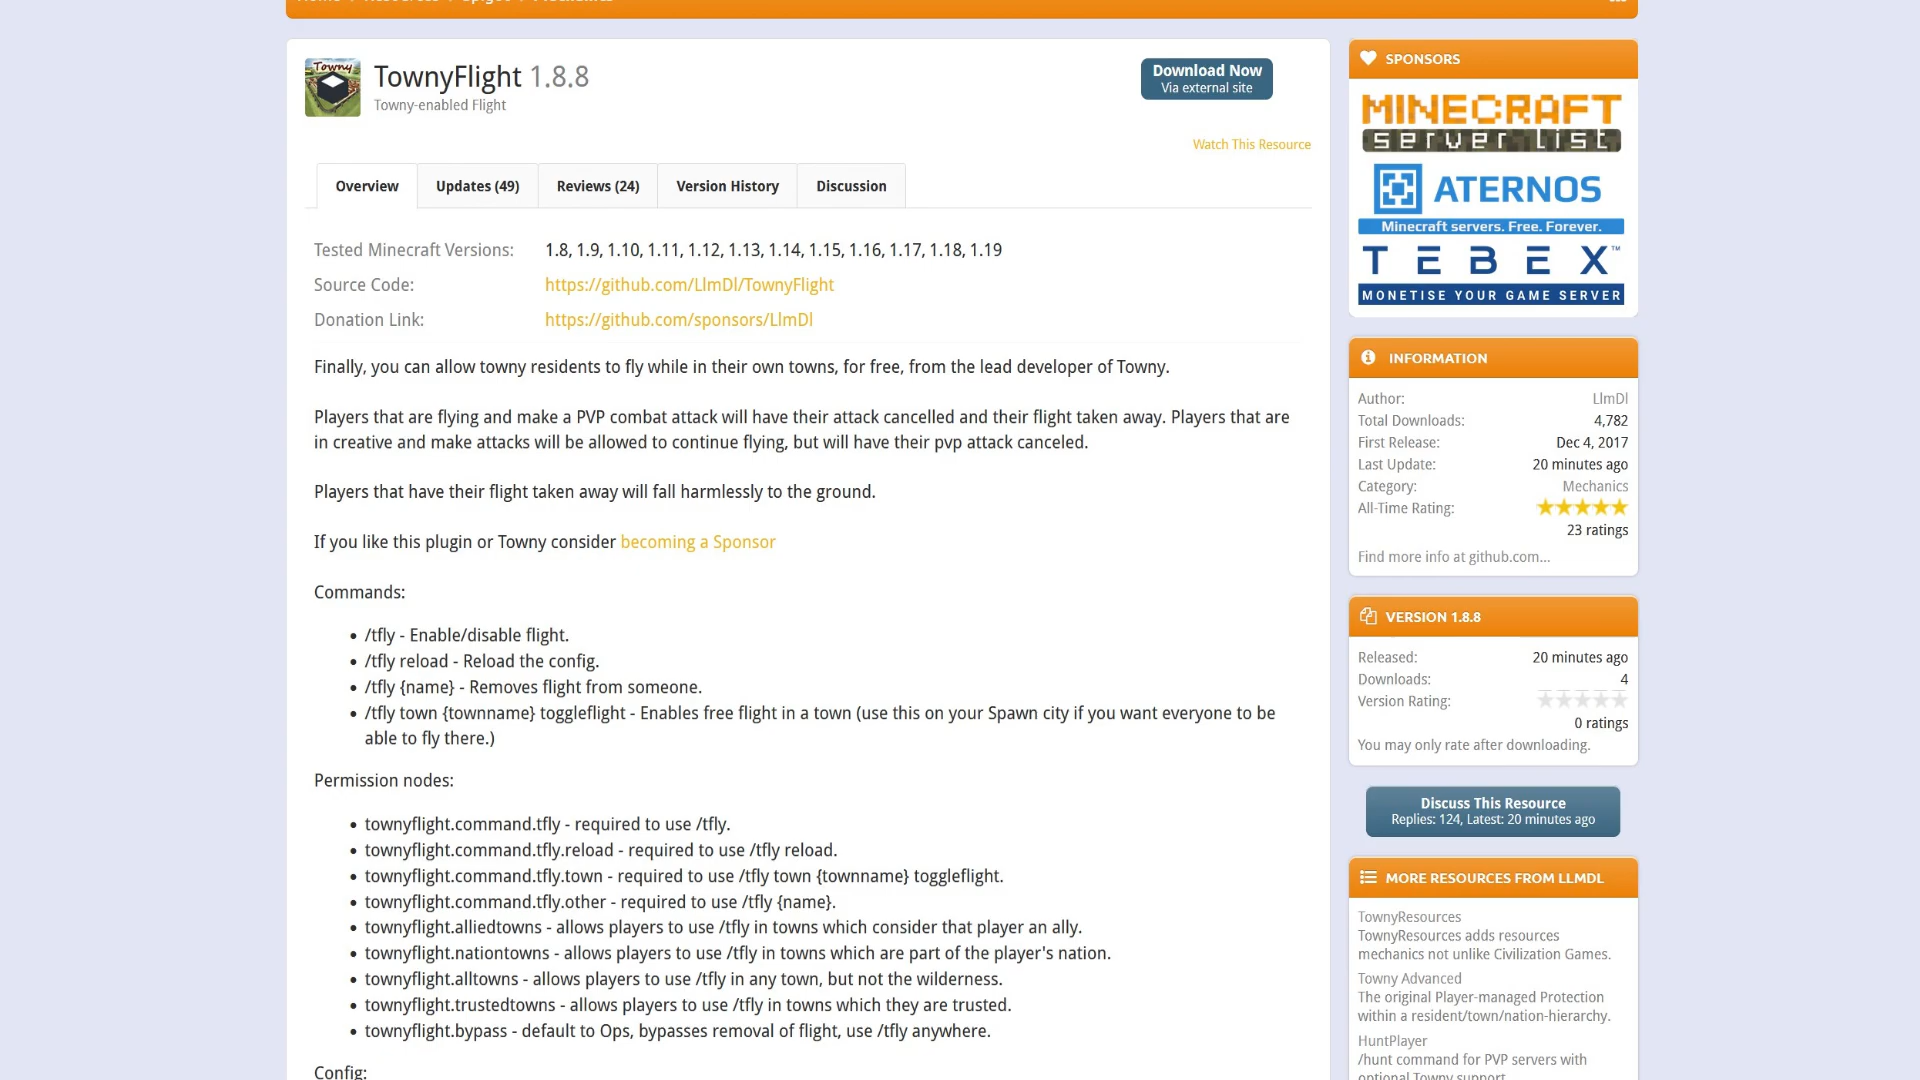 TownyFlight 1.8.8
Towny-enabled Flight
Download Now
Via external site
Watch This Resource
Overview
Updates (49)
Reviews (24)
Version History
Discussion
Tested Minecraft Versions: 1.8, 1.9, 1.10, 1.11, 1.12, 1.13, 1.14, 1.15, 1.16, 1.17, 1.18, 1.19
Source Code: https://github.com/LlmDl/TownyFlight
Donation Link: https://github.com/sponsors/LlmDl
Finally, you can allow towny residents to fly while in their own towns, for free, from the lead developer of Towny.
Players that are flying and make a PVP combat attack will have their attack cancelled and their flight taken away. Players that are
in creative and make attacks will be allowed to continue flying, but will have their pvp attack canceled.
Players that have their flight taken away will fall harmlessly to the ground.
If you like this plugin or Towny consider becoming a Sponsor
Commands:
• /tfly - Enable/disable flight.
• /tfly reload - Reload the config.
• /tfly {name} - Removes flight from someone.
• /tfly town {townname} toggleflight - Enables free flight in a town (use this on your Spawn city if you want everyone to be
able to fly there.)
Permission nodes:
• townyflight.command.tfly - required to use /tfly.
• townyflight.command.tfly.reload - required to use /tfly reload.
• townyflight.command.tfly.town - required to use /tfly town {townname} toggleflight.
• townyflight.command.tfly.other - required to use /tfly {name}.
• townyflight.alliedtowns - allows players to use /tfly in towns which consider that player an ally.
• townyflight.nationtowns - allows players to use /tfly in towns which are part of the player's nation.
• townyflight.alltowns - allows players to use /tfly in any town, but not the wilderness.
• townyflight.trustedtowns - allows players to use /tfly in towns which they are trusted.
• townyflight.bypass - default to Ops, bypasses removal of flight, use /tfly anywhere.
Config:
SPONSORS
MINECRAFT
server list
ATERNOS
Minecraft servers. Free. Forever.
TEBEX™
MONETISE YOUR GAME SERVER
INFORMATION
Author: LlmDl
Total Downloads: 4,782
First Release: Dec 4, 2017
Last Update: 20 minutes ago
Category: Mechanics
All-Time Rating:
23 ratings
Find more info at github.com...
VERSION 1.8.8
Released: 20 minutes ago
Downloads: 4
Version Rating:
0 ratings
You may only rate after downloading.
Discuss This Resource
Replies: 124, Latest: 20 minutes ago
MORE RESOURCES FROM LLMDL
TownyResources
TownyResources adds resources
mechanics not unlike Civilization Games.
Towny Advanced
The original Player-managed Protection
within a resident/town/nation-hierarchy.
HuntPlayer
/hunt command for PVP servers with
optional Towny support
Towny